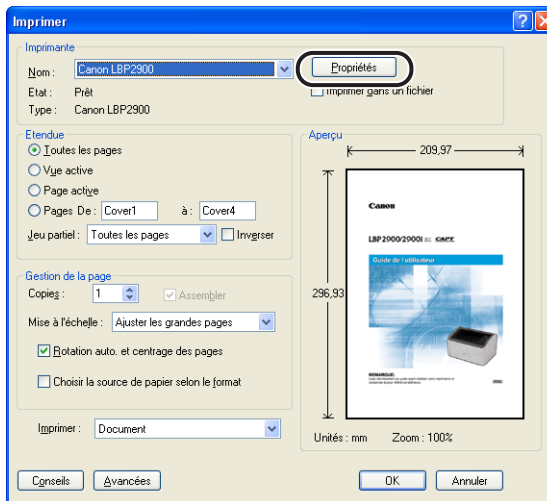 Imprimer
Imprimante
Nom : Canon LBP2900 Propriétés
Etat : Prêt Imprimer dans un fichier
Type : Canon LBP2900
Etendue
Toutes les pages
Vue active
Page active
Pages De : Cover1 à : Cover4
Jeu partiel : Toutes les pages Inverser
Gestion de la page
Copies : 1 Assembler
Mise à l'échelle : Ajuster les grandes pages
Rotation auto. et centrage des pages
Choisir la source de papier selon le format
Imprimer : Document
Aperçu
209,97
296,93
Canon
LBP2900/2900i CAPT
Guide de l'utilisateur
REMARQUE:
Unités : mm Zoom : 100%
Conseils Avancées OK Annuler